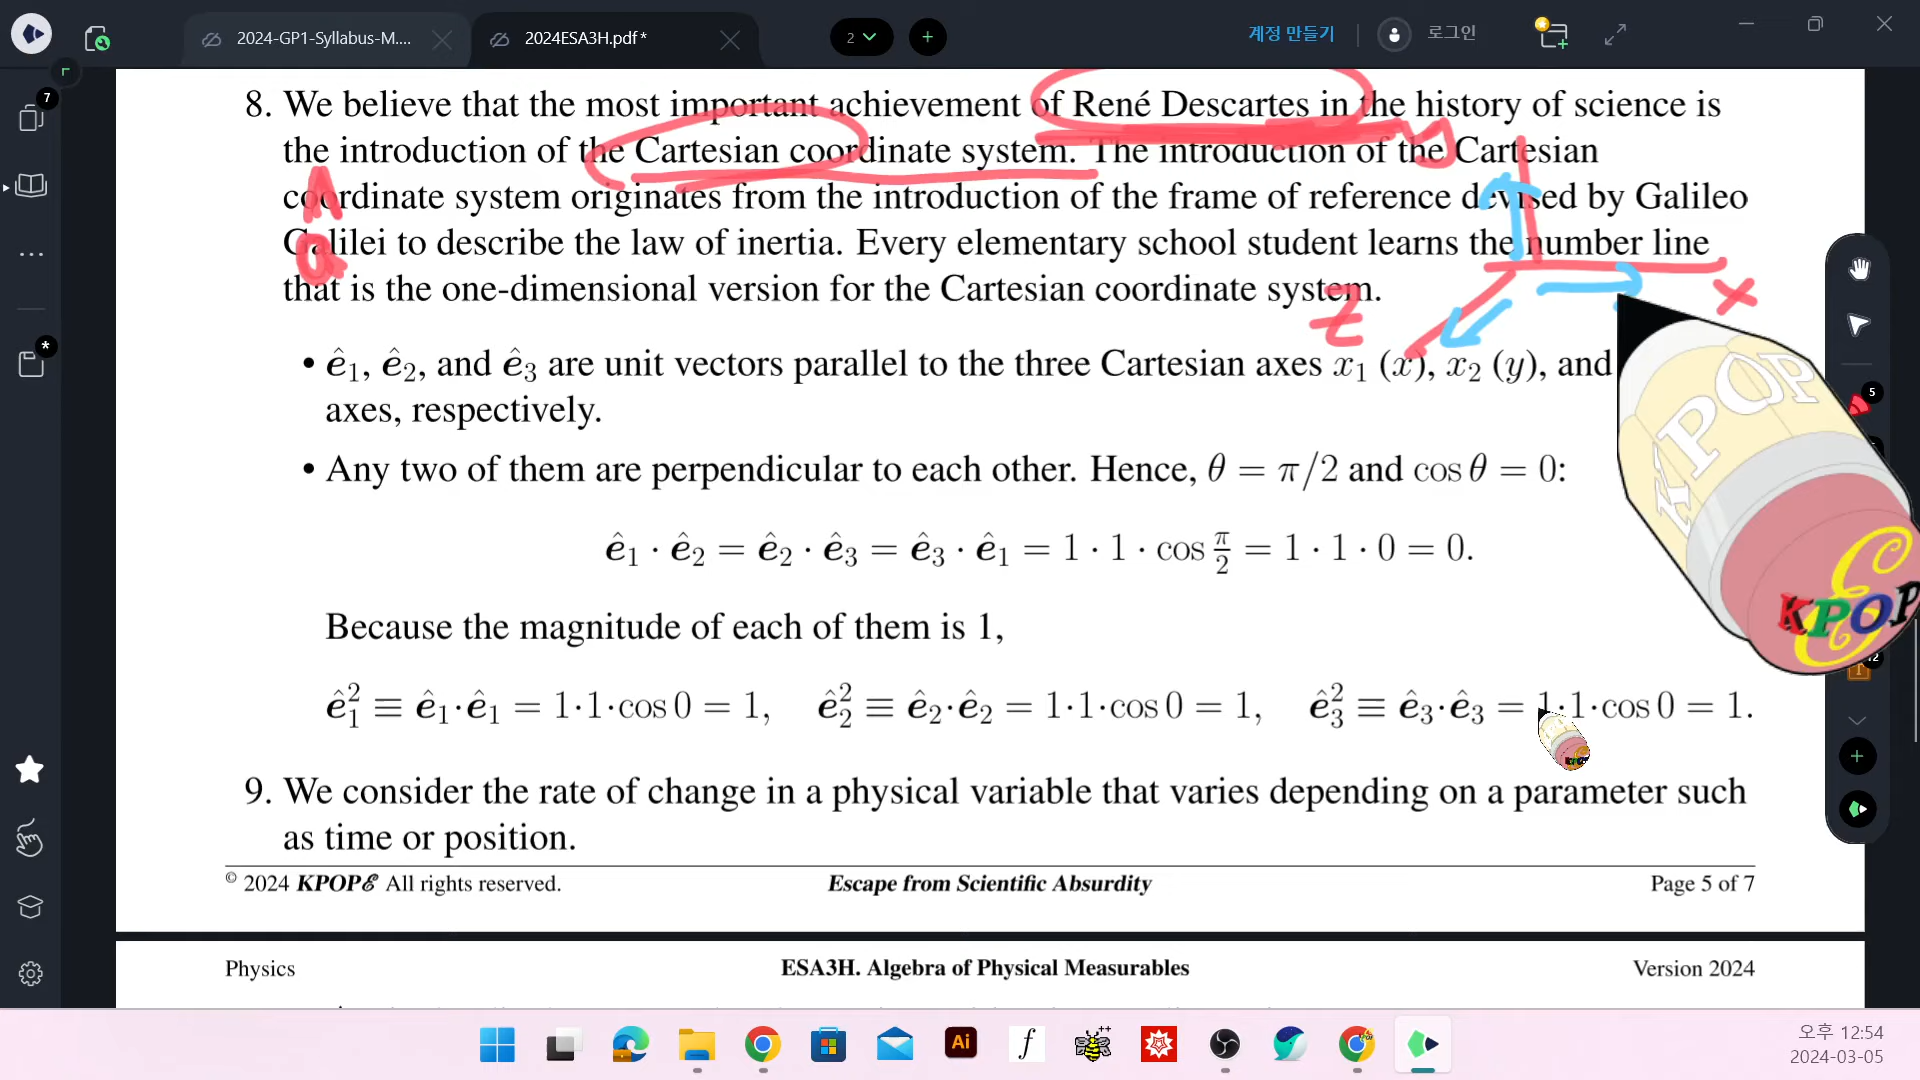 2024-GP1-Syllabus-M....
2024ESA3H.pdf*
2
계정 만들기
로그인
7
8. We believe that the most important achievement of René Descartes in the history of science is
the introduction of the Cartesian coordinate system. The introduction of the Cartesian
coordinate system originates from the introduction of the frame of reference devised by Galileo
Galilei to describe the law of inertia. Every elementary school student learns the number line
that is the one-dimensional version for the Cartesian coordinate system.
y
x
z
^
a
• ê₁, ê₂, and ê₃ are unit vectors parallel to the three Cartesian axes x₁ (x), x₂ (y), and
axes, respectively.
• Any two of them are perpendicular to each other. Hence, θ = π/2 and cos θ = 0:
ê₁ · ê₂ = ê₂ · ê₃ = ê₃ · ê₁ = 1 · 1 · cos π/2 = 1 · 1 · 0 = 0.
Because the magnitude of each of them is 1,
ê₁² ≡ ê₁·ê₁ = 1·1·cos 0 = 1, ê₂² ≡ ê₂·ê₂ = 1·1·cos 0 = 1, ê₃² ≡ ê₃·ê₃ = 1·1·cos 0 = 1.
9. We consider the rate of change in a physical variable that varies depending on a parameter such
as time or position.
© 2024 KPOPℰ All rights reserved.
Escape from Scientific Absurdity
Page 5 of 7
Physics
ESA3H. Algebra of Physical Measurables
Version 2024
KPOP
KPOP
5
12
Ai
f
++
오후 12:54
2024-03-05